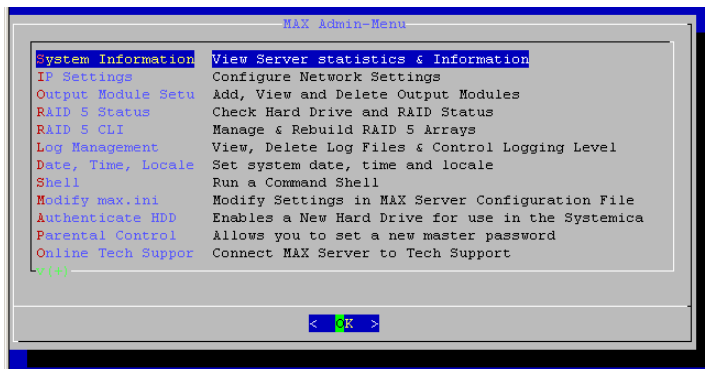 MAX Admin-Menu
System Information View Server statistics & Information
IP Settings Configure Network Settings
Output Module Setu Add, View and Delete Output Modules
RAID 5 Status Check Hard Drive and RAID Status
RAID 5 CLI Manage & Rebuild RAID 5 Arrays
Log Management View, Delete Log Files & Control Logging Level
Date, Time, Locale Set system date, time and locale
Shell Run a Command Shell
Modify max.ini Modify Settings in MAX Server Configuration File
Authenticate HDD Enables a New Hard Drive for use in the Systemica
Parental Control Allows you to set a new master password
Online Tech Suppor Connect MAX Server to Tech Support
< OK >